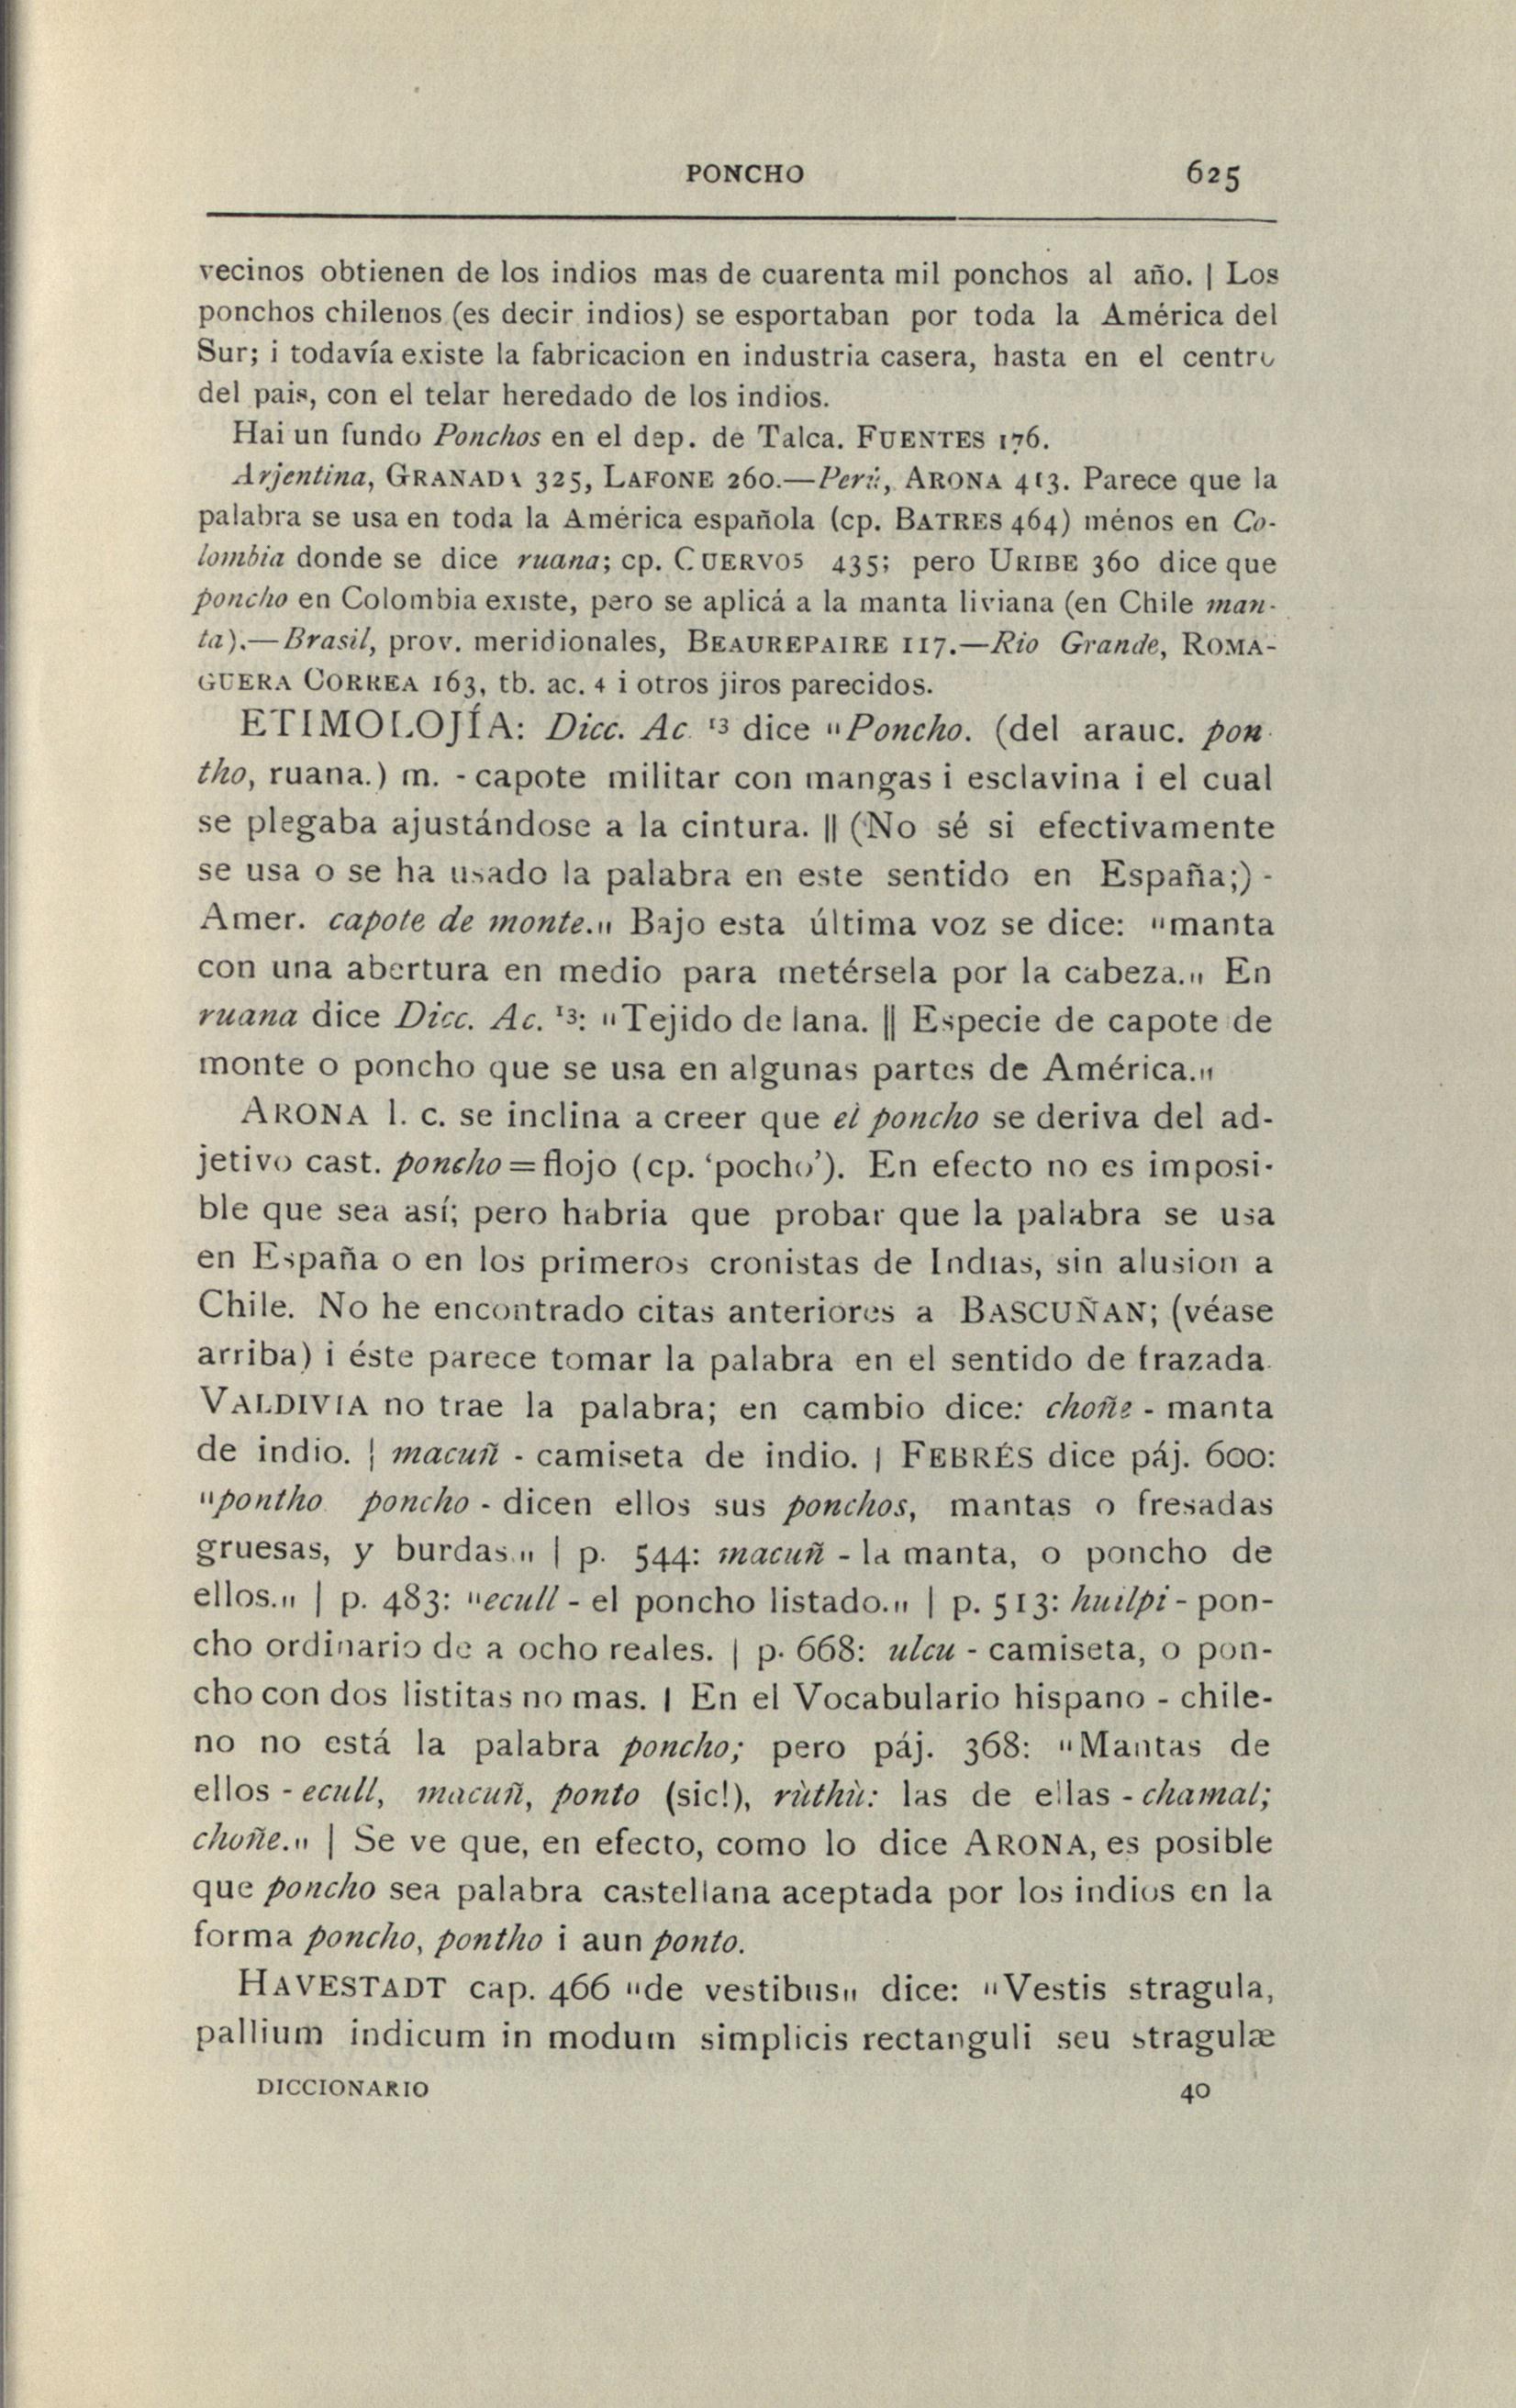 PONCHO 625
vecinos obtienen de los indios mas de cuarenta mil ponchos al año. | Los
ponchos chilenos (es decir indios) se esportaban por toda la América del
Sur; i todavía existe la fabricacion en industria casera, hasta en el centro
del pais, con el telar heredado de los indios.
Hai un fundo Ponchos en el dep. de Talca. FUENTES 176.
Arjentina, GRANADA 325, LAFONE 260.—Perú, ARONA 413. Parece que la
palabra se usa en toda la América española (cp. BATRES 464) ménos en Co-
lombia donde se dice ruana; cp. CUERVO5 435; pero URIBE 360 dice que
poncho en Colombia existe, pero se aplicá a la manta liviana (en Chile man-
ta).—Brasil, prov. meridionales, BEAUREPAIRE 117.—Rio Grande, ROMA-
GUERA CORREA 163, tb. ac. 4 i otros jiros parecidos.
ETIMOLOJÍA: Dicc. Ac. 13 dice "Poncho. (del arauc. pon-
tho, ruana.) m. - capote militar con mangas i esclavina i el cual
se plegaba ajustándose a la cintura. || (No sé si efectivamente
se usa o se ha usado la palabra en este sentido en España;) -
Amer. capote de monte." Bajo esta última voz se dice: "manta
con una abertura en medio para metérsela por la cabeza." En
ruana dice Dicc. Ac. 13: "Tejido de lana. || Especie de capote de
monte o poncho que se usa en algunas partes de América."
ARONA l. c. se inclina a creer que el poncho se deriva del ad-
jetivo cast. poncho = flojo (cp. ‘pocho’). En efecto no es imposi-
ble que sea así; pero habria que probar que la palabra se usa
en España o en los primeros cronistas de Indias, sin alusion a
Chile. No he encontrado citas anteriores a BASCUÑAN; (véase
arriba) i éste parece tomar la palabra en el sentido de frazada.
VALDIVIA no trae la palabra; en cambio dice: choñe - manta
de indio. | macuñ - camiseta de indio. | FEBRÉS dice páj. 600:
"pontho poncho - dicen ellos sus ponchos, mantas o fresadas
gruesas, y burdas." | p. 544: macuñ - la manta, o poncho de
ellos." | p. 483: "ecull - el poncho listado." | p. 513: huilpi - pon-
cho ordinario de a ocho reales. | p. 668: ulcu - camiseta, o pon-
cho con dos listitas no mas. | En el Vocabulario hispano - chile-
no no está la palabra poncho; pero páj. 368: "Mantas de
ellos - ecull, macuñ, ponto (sic!), rùthù: las de ellas - chamal;
choñe." | Se ve que, en efecto, como lo dice ARONA, es posible
que poncho sea palabra castellana aceptada por los indios en la
forma poncho, pontho i aun ponto.
HAVESTADT cap. 466 "de vestibus" dice: "Vestis stragula,
pallium indicum in modum simplicis rectanguli seu stragulæ
DICCIONARIO 40